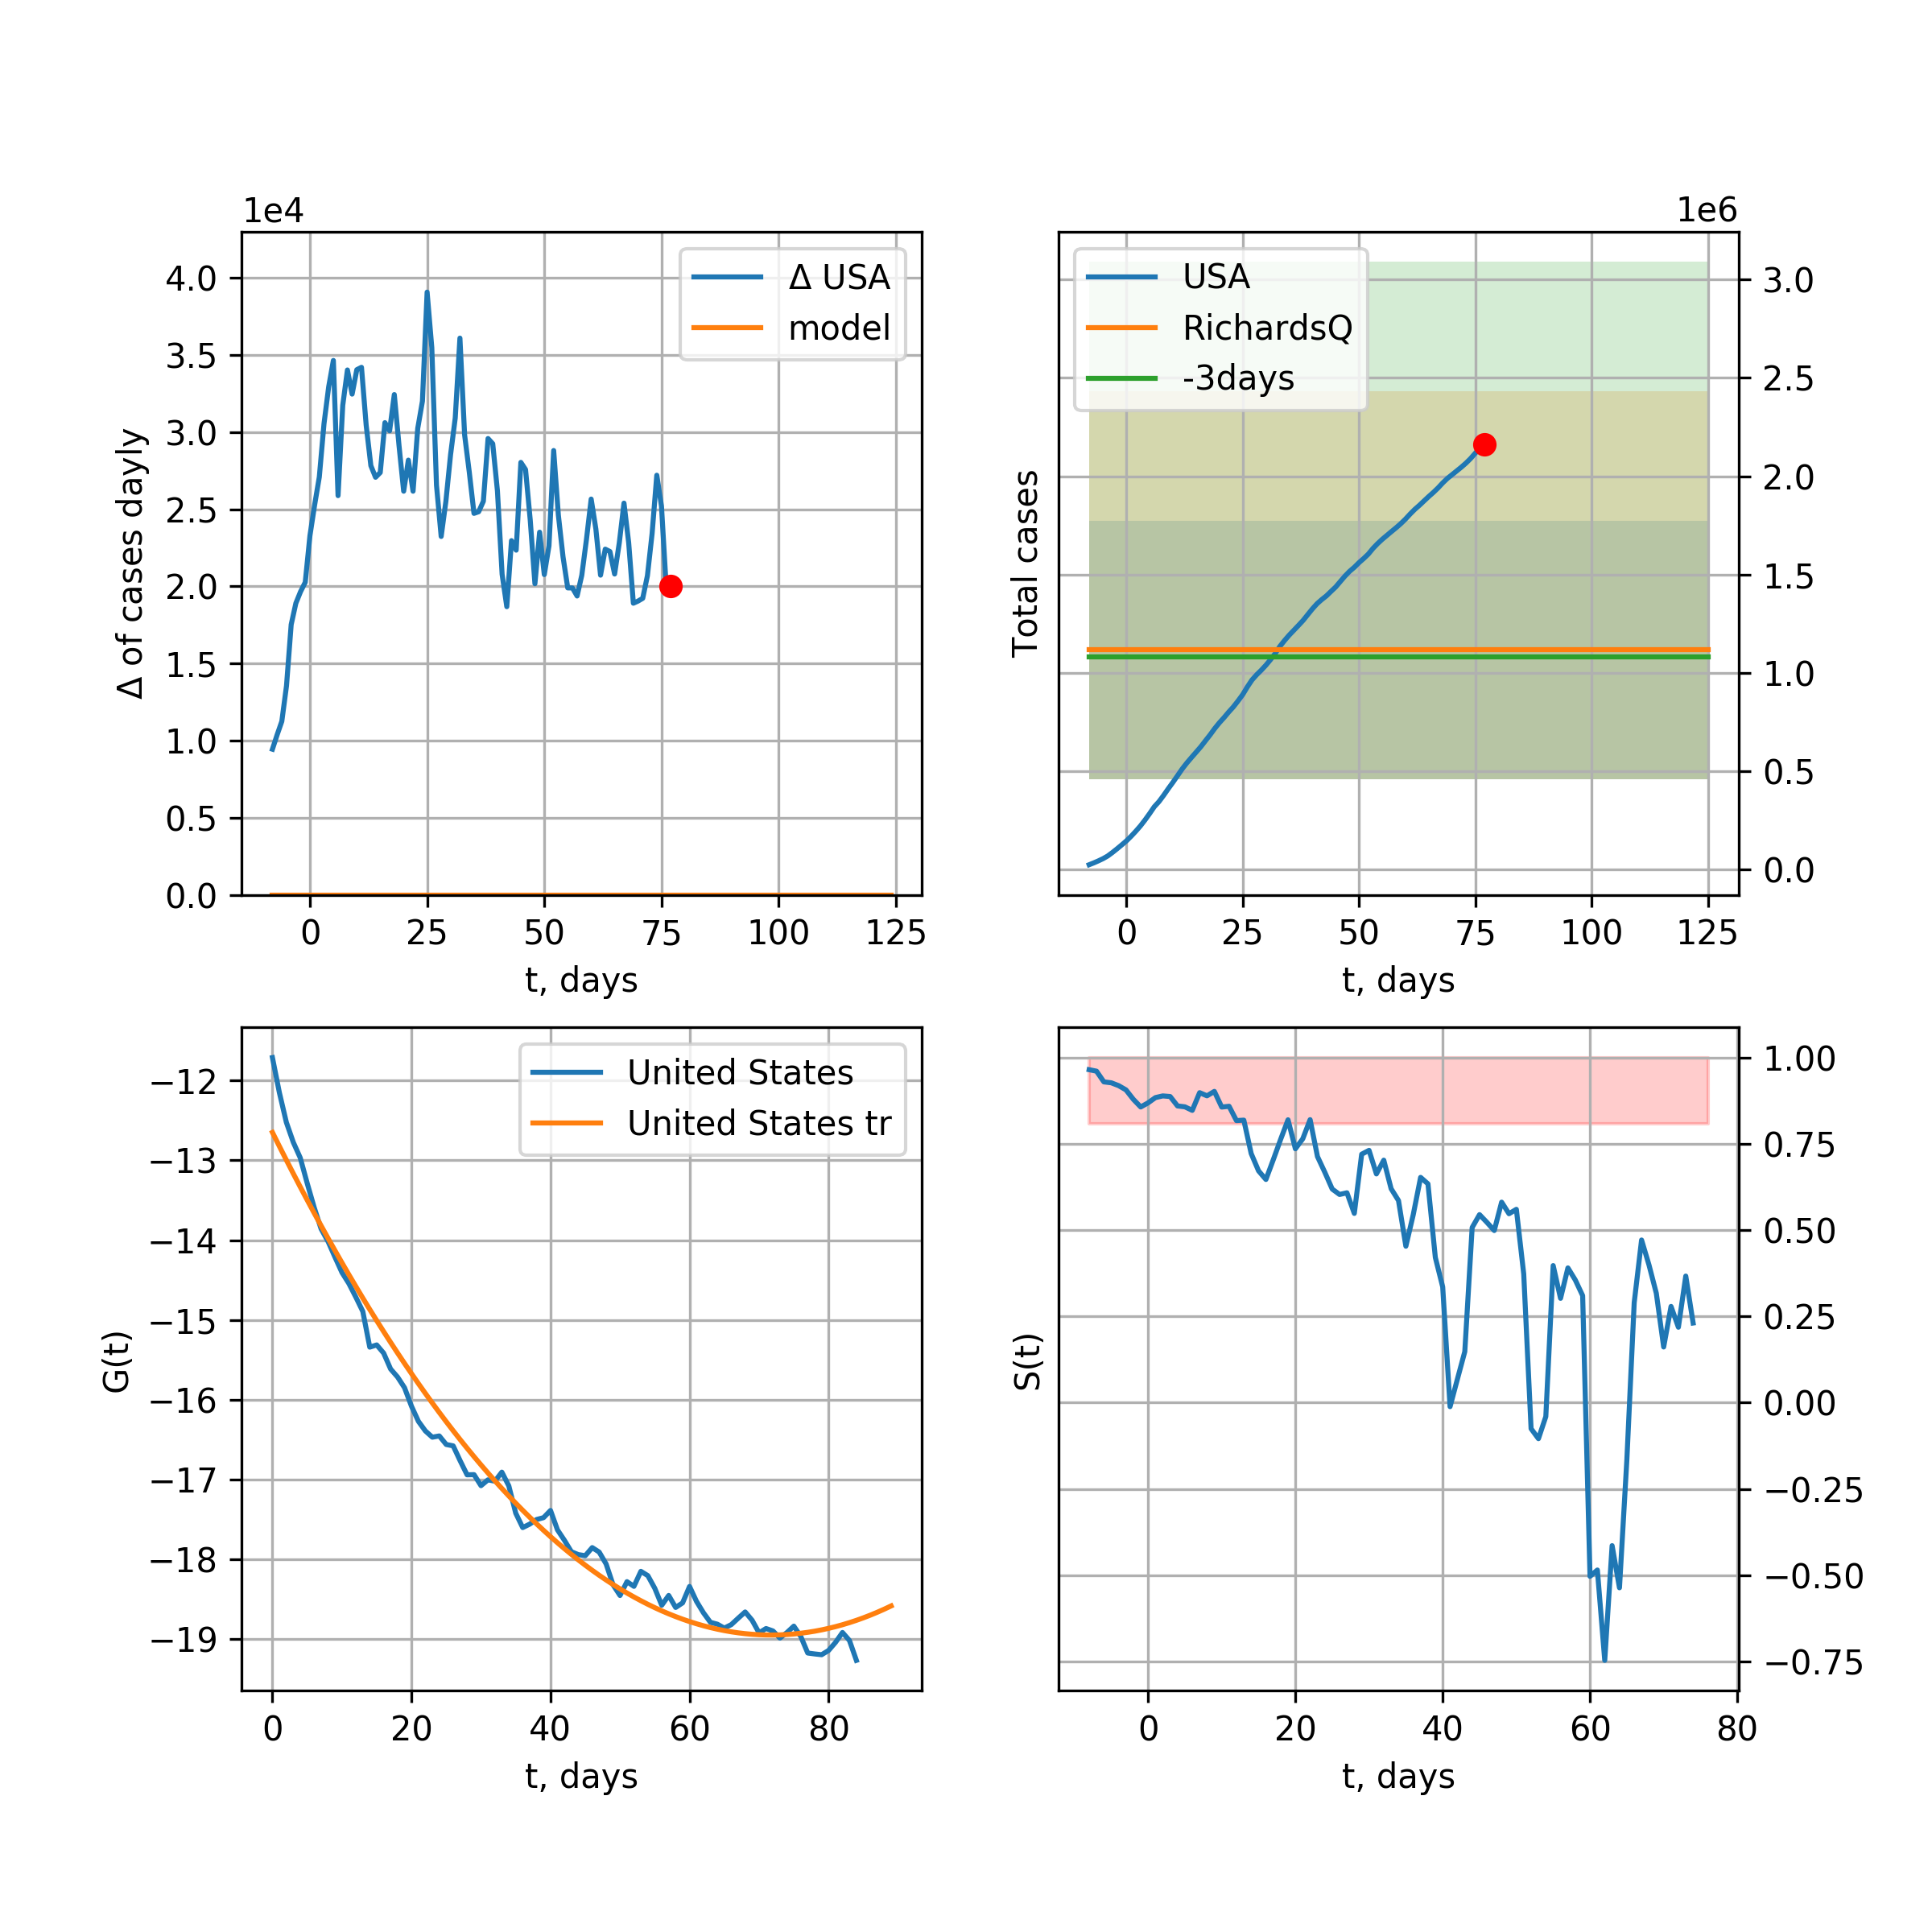 1e4
Δ of cases dayly
4.0
3.5
3.0
2.5
2.0
1.5
1.0
0.5
0.0
Δ USA
model
0 25 50 75 100 125
t, days
1e6
Total cases
USA
RichardsQ
-3days
3.0
2.5
2.0
1.5
1.0
0.5
0.0
0 25 50 75 100 125
t, days
G(t)
−12
−13
−14
−15
−16
−17
−18
−19
United States
United States tr
0 20 40 60 80
t, days
S(t)
1.00
0.75
0.50
0.25
0.00
−0.25
−0.50
−0.75
0 20 40 60 80
t, days